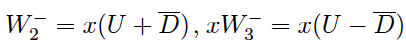 $W_2^- = x(U + \overline{D})\,,\, xW_3^- = x(U - \overline{D})$